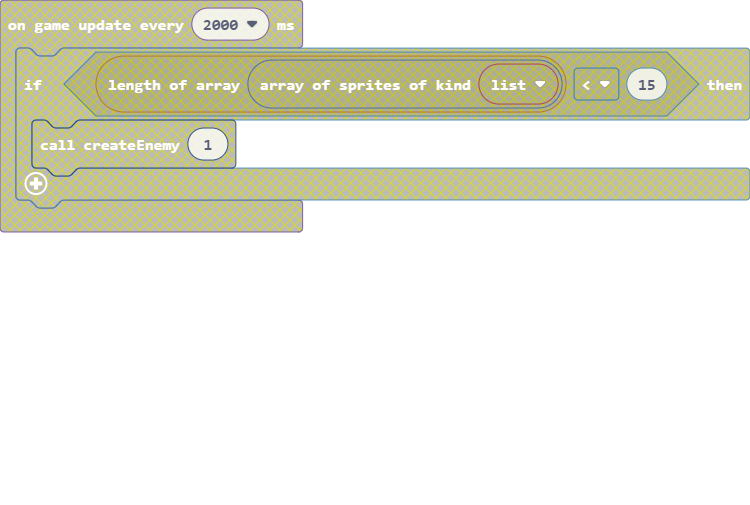 on game update every 2000 ms
if length of array array of sprites of kind list < 15 then
call createEnemy 1